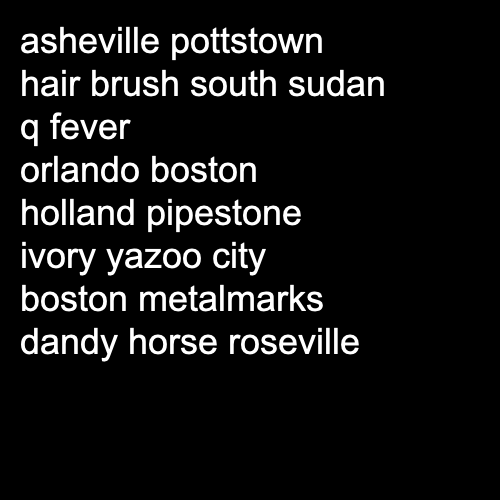 asheville pottstown
hair brush south sudan
q fever
orlando boston
holland pipestone
ivory yazoo city
boston metalmarks
dandy horse roseville